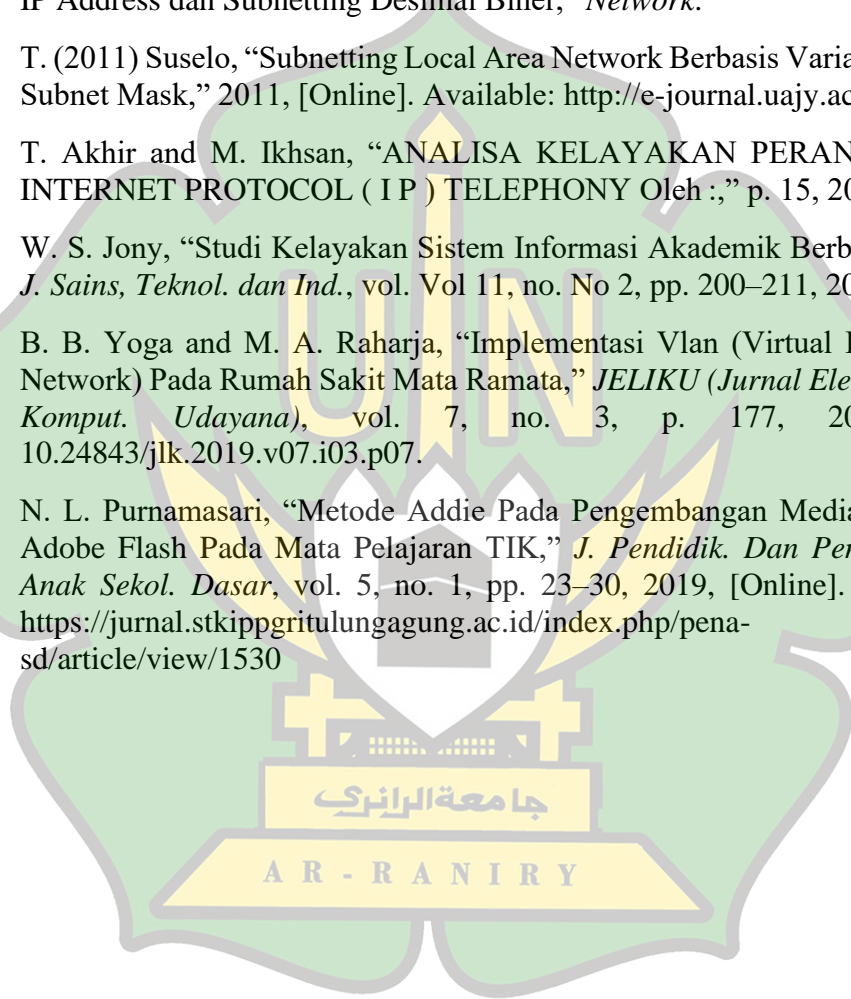 IP Address dan Subnetting Desimal Biner,” Network.
T. (2011) Suselo, “Subnetting Local Area Network Berbasis Varia
Subnet Mask,” 2011, [Online]. Available: http://e-journal.uajy.ac
T. Akhir and M. Ikhsan, “ANALISA KELAYAKAN PERAN
INTERNET PROTOCOL ( I P ) TELEPHONY Oleh :,” p. 15, 20
W. S. Jony, “Studi Kelayakan Sistem Informasi Akademik Berb
J. Sains, Teknol. dan Ind., vol. Vol 11, no. No 2, pp. 200–211, 20
B. B. Yoga and M. A. Raharja, “Implementasi Vlan (Virtual
Network) Pada Rumah Sakit Mata Ramata,” JELIKU (Jurnal Ele
Komput. Udayana), vol. 7, no. 3, p. 177, 20
10.24843/jlk.2019.v07.i03.p07.
N. L. Purnamasari, “Metode Addie Pada Pengembangan Media
Adobe Flash Pada Mata Pelajaran TIK,” J. Pendidik. Dan Per
Anak Sekol. Dasar, vol. 5, no. 1, pp. 23–30, 2019, [Online].
https://jurnal.stkippgritulungagung.ac.id/index.php/pena-
sd/article/view/1530
UIN
جامعة الرانري
AR-RANIRY